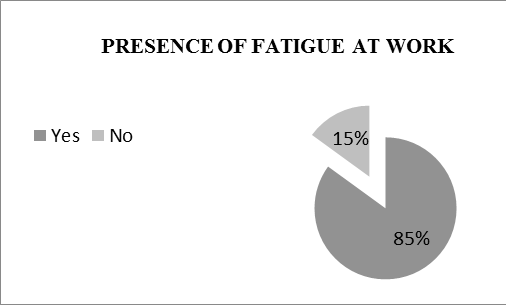 PRESENCE OF FATIGUE AT WORK
Yes No
15%
85%